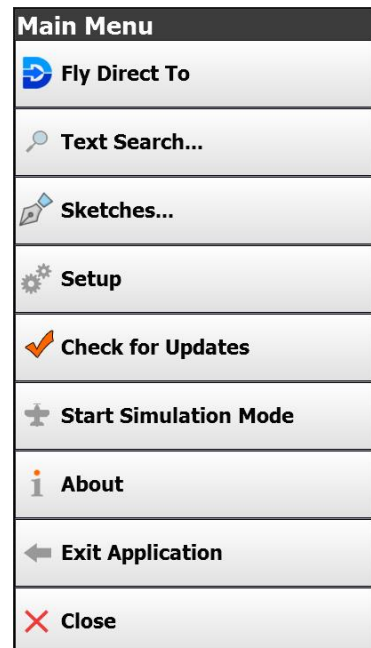 Main Menu
Fly Direct To
Text Search...
Sketches...
Setup
Check for Updates
Start Simulation Mode
About
Exit Application
Close